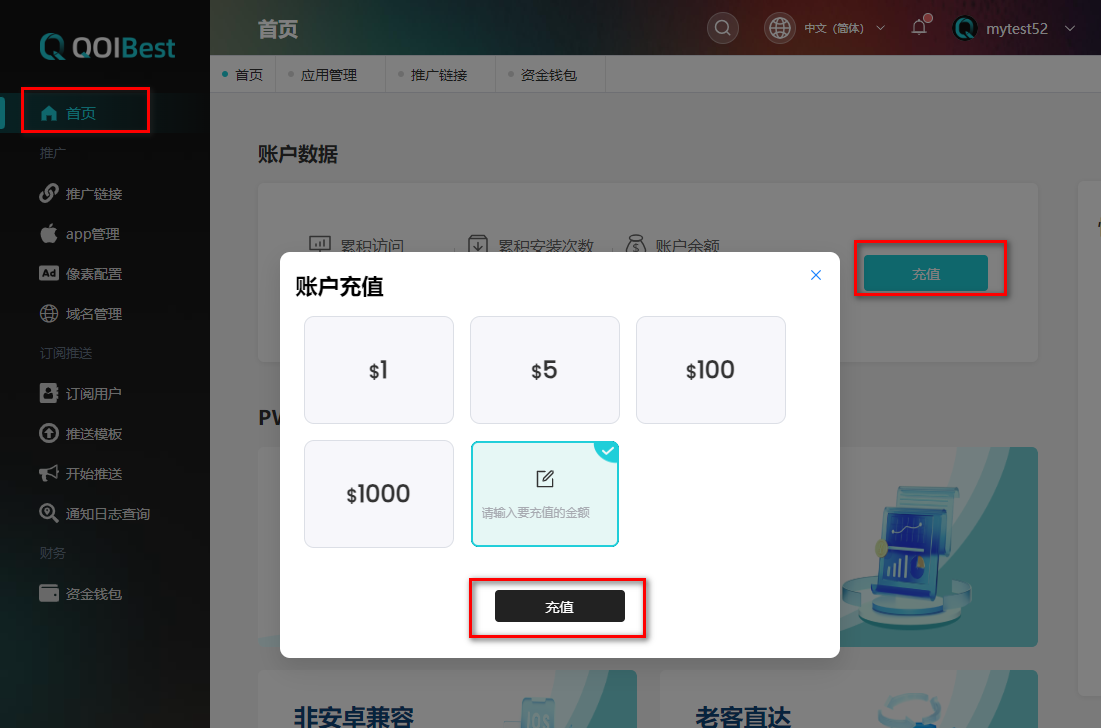 QOIBest
首页
推广
推广链接
app管理
Ad 像素配置
域名管理
订阅推送
订阅用户
推送模板
开始推送
通知日志查询
财务
资金钱包
首页
中文（简体）
mytest52
首页
应用管理
推广链接
资金钱包
账户数据
累积访问
累积安装次数
账户余额
充值
账户充值
$1
$5
$100
$1000
请输入要充值的金额
充值
非安卓兼容
iOS
老客直达